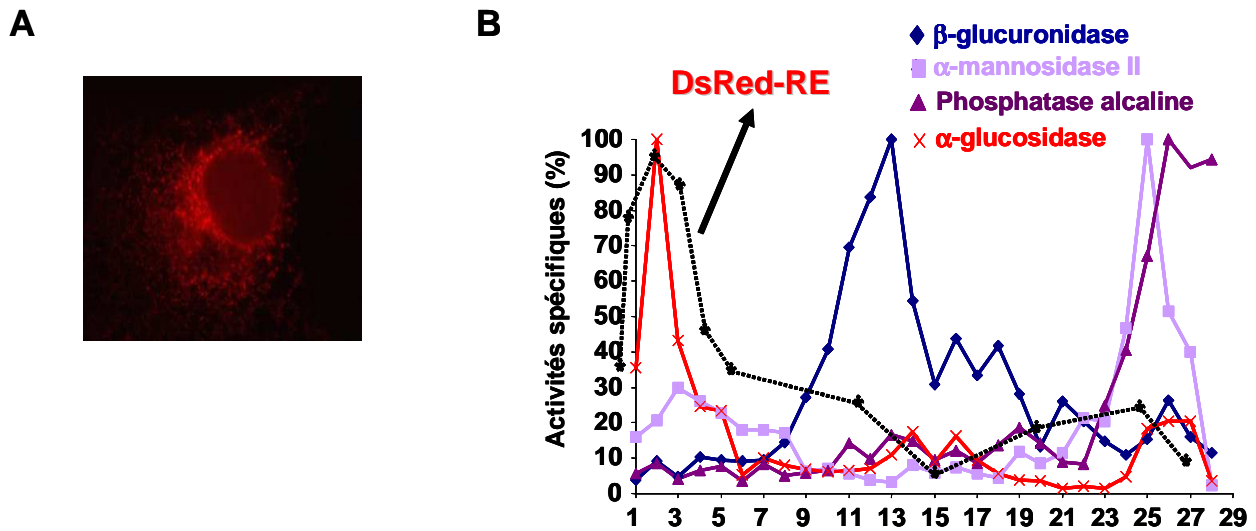 A
B
β-glucuronidase
α-mannosidase II
Phosphatase alcaline
α-glucosidase
DsRed-RE
Activités spécifiques (%)
100
90
80
70
60
50
40
30
20
10
0
1 3 5 7 9 11 13 15 17 19 21 23 25 27 29